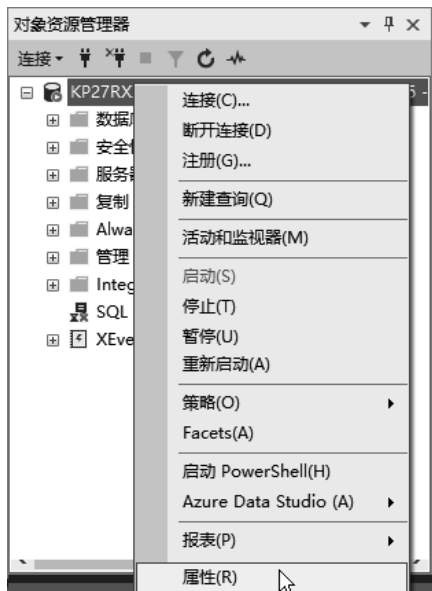 对象资源管理器
连接
KP27RX 5 -
数据
安全
服务
复制
Alwa
管理
Integ
SQL
XEve
连接(C)...
断开连接(D)
注册(G)...
新建查询(Q)
活动和监视器(M)
启动(S)
停止(T)
暂停(U)
重新启动(A)
策略(O)
Facets(A)
启动 PowerShell(H)
Azure Data Studio (A)
报表(P)
属性(R)